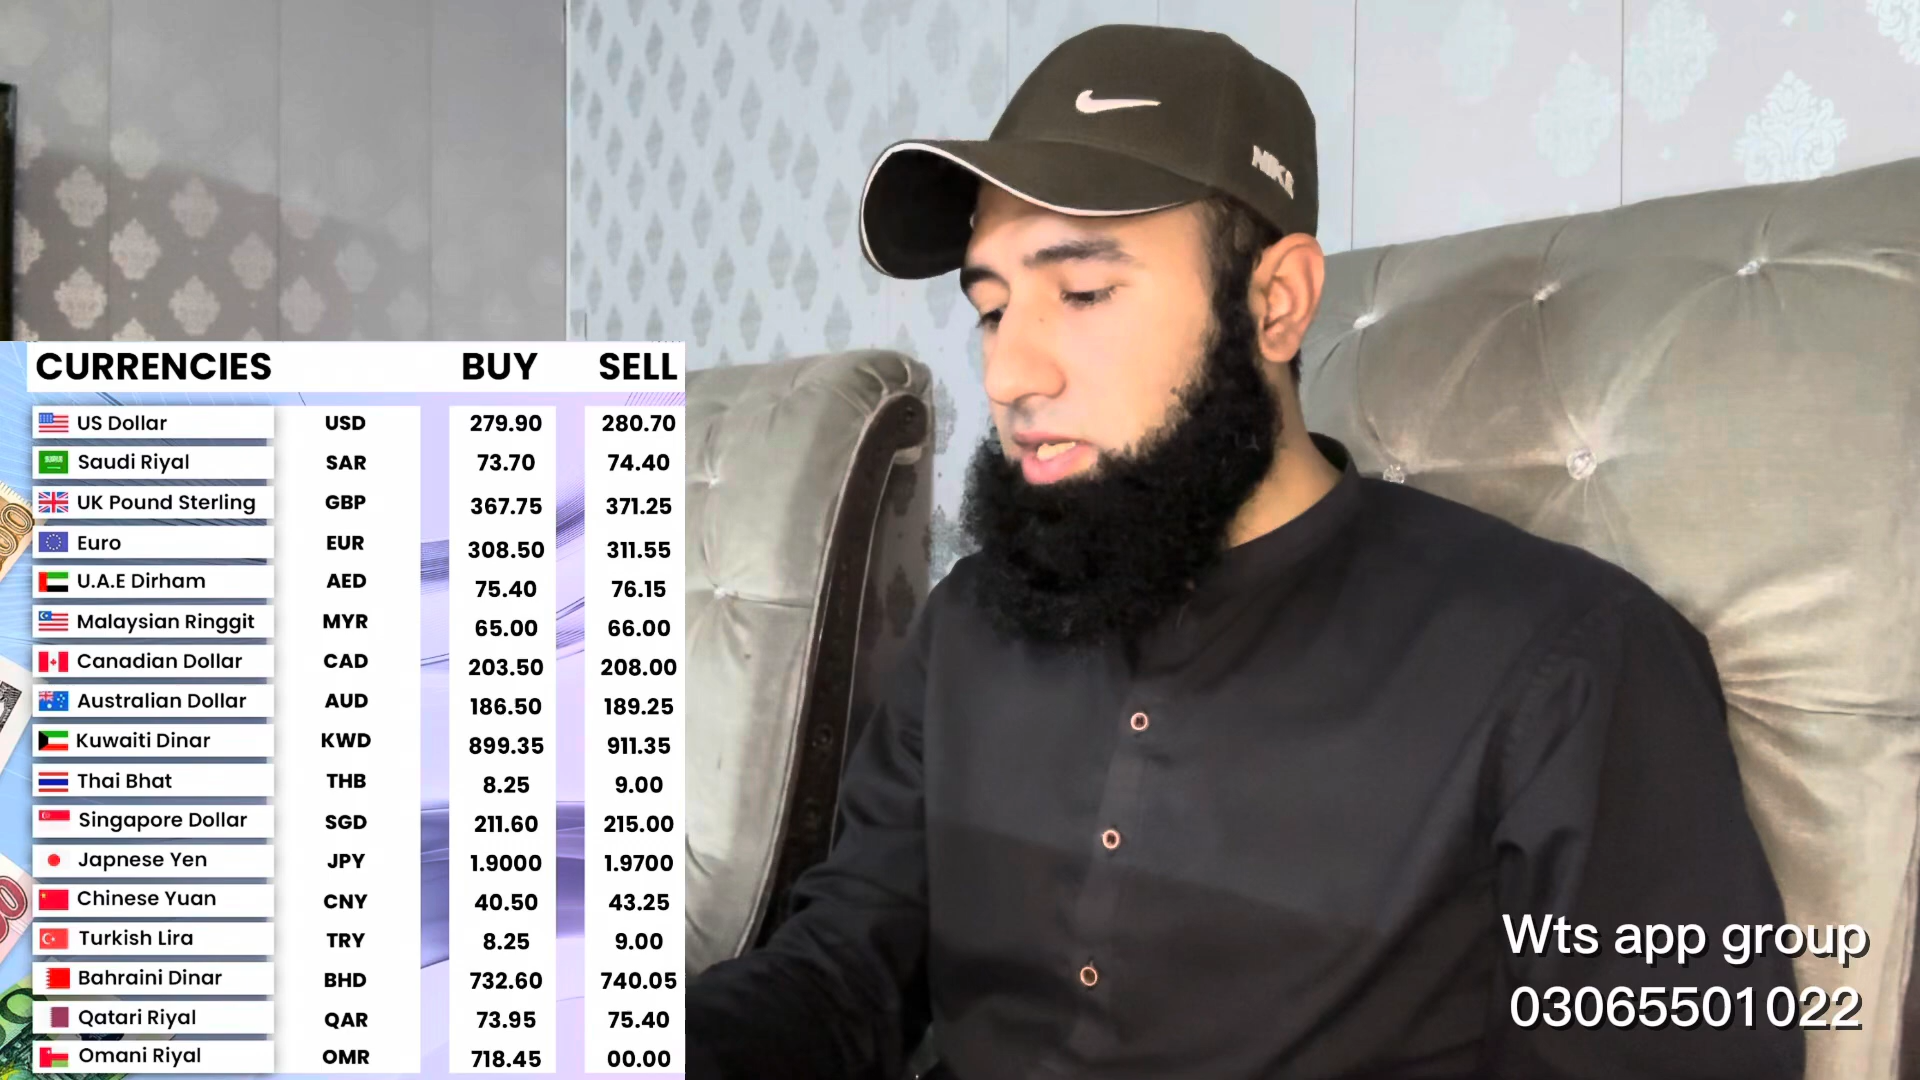 NIKE
CURRENCIES BUY SELL
US Dollar USD 279.90 280.70
Saudi Riyal SAR 73.70 74.40
UK Pound Sterling GBP 367.75 371.25
Euro EUR 308.50 311.55
U.A.E Dirham AED 75.40 76.15
Malaysian Ringgit MYR 65.00 66.00
Canadian Dollar CAD 203.50 208.00
Australian Dollar AUD 186.50 189.25
Kuwaiti Dinar KWD 899.35 911.35
Thai Bhat THB 8.25 9.00
Singapore Dollar SGD 211.60 215.00
Japnese Yen JPY 1.9000 1.9700
Chinese Yuan CNY 40.50 43.25
Turkish Lira TRY 8.25 9.00
Bahraini Dinar BHD 732.60 740.05
Qatari Riyal QAR 73.95 75.40
Omani Riyal OMR 718.45 00.00
Wts app group
03065501022